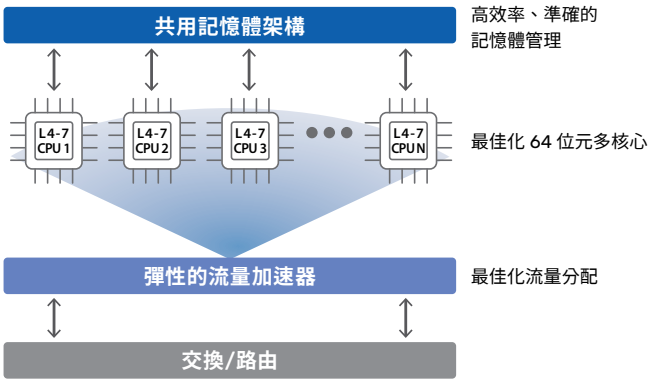 共用記憶體架構
高效率、準確的
記憶體管理
L4-7
CPU 1
L4-7
CPU 2
L4-7
CPU 3
L4-7
CPU N
最佳化 64 位元多核心
彈性的流量加速器
最佳化流量分配
交換/路由